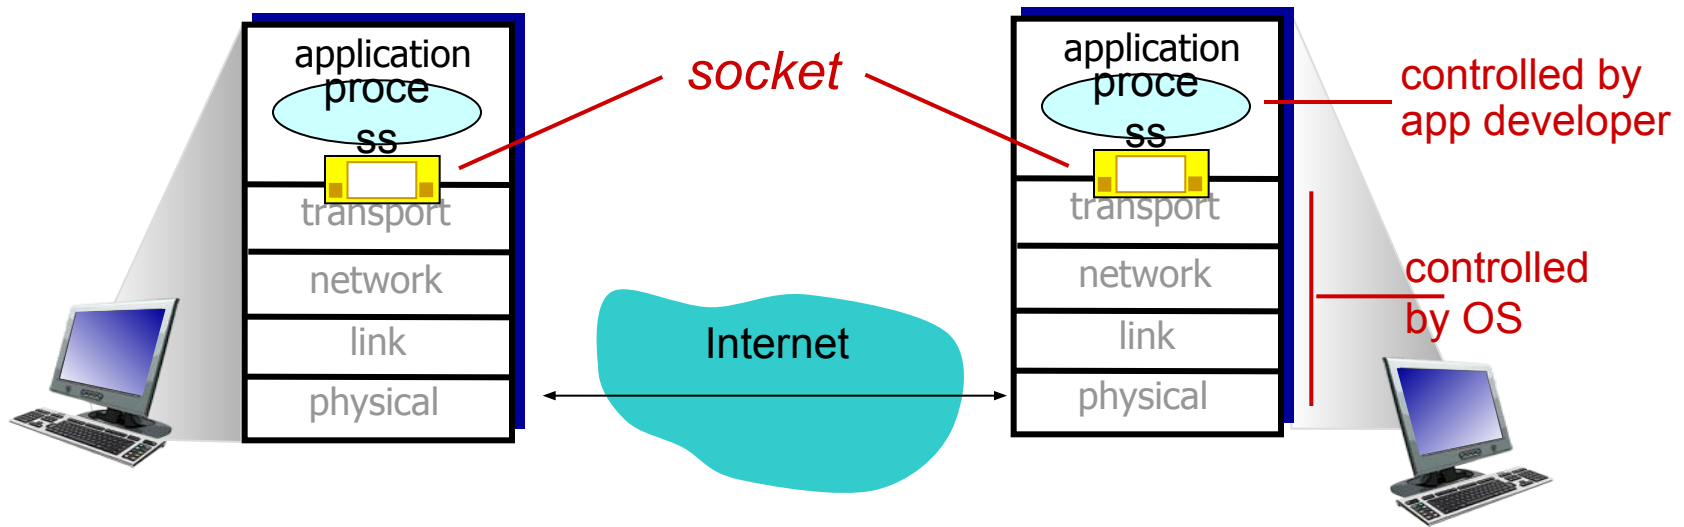 application
proce
ss
transport
network
link
physical
socket
Internet
application
proce
ss
transport
network
link
physical
controlled by
app developer
controlled
by OS